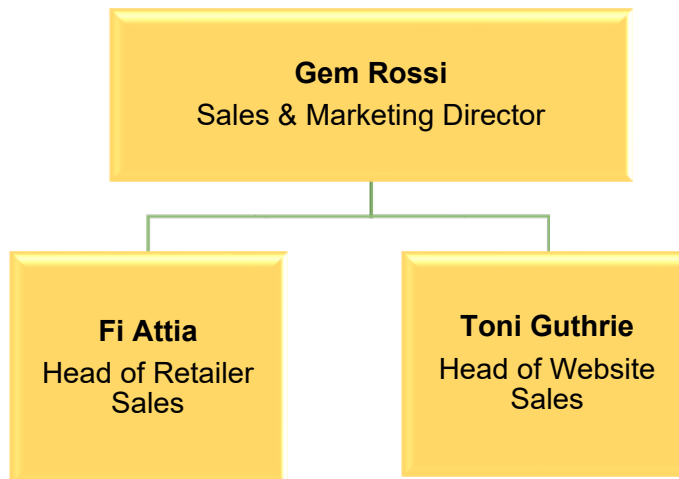 Gem Rossi
Sales & Marketing Director
Fi Attia
Head of Retailer
Sales
Toni Guthrie
Head of Website
Sales